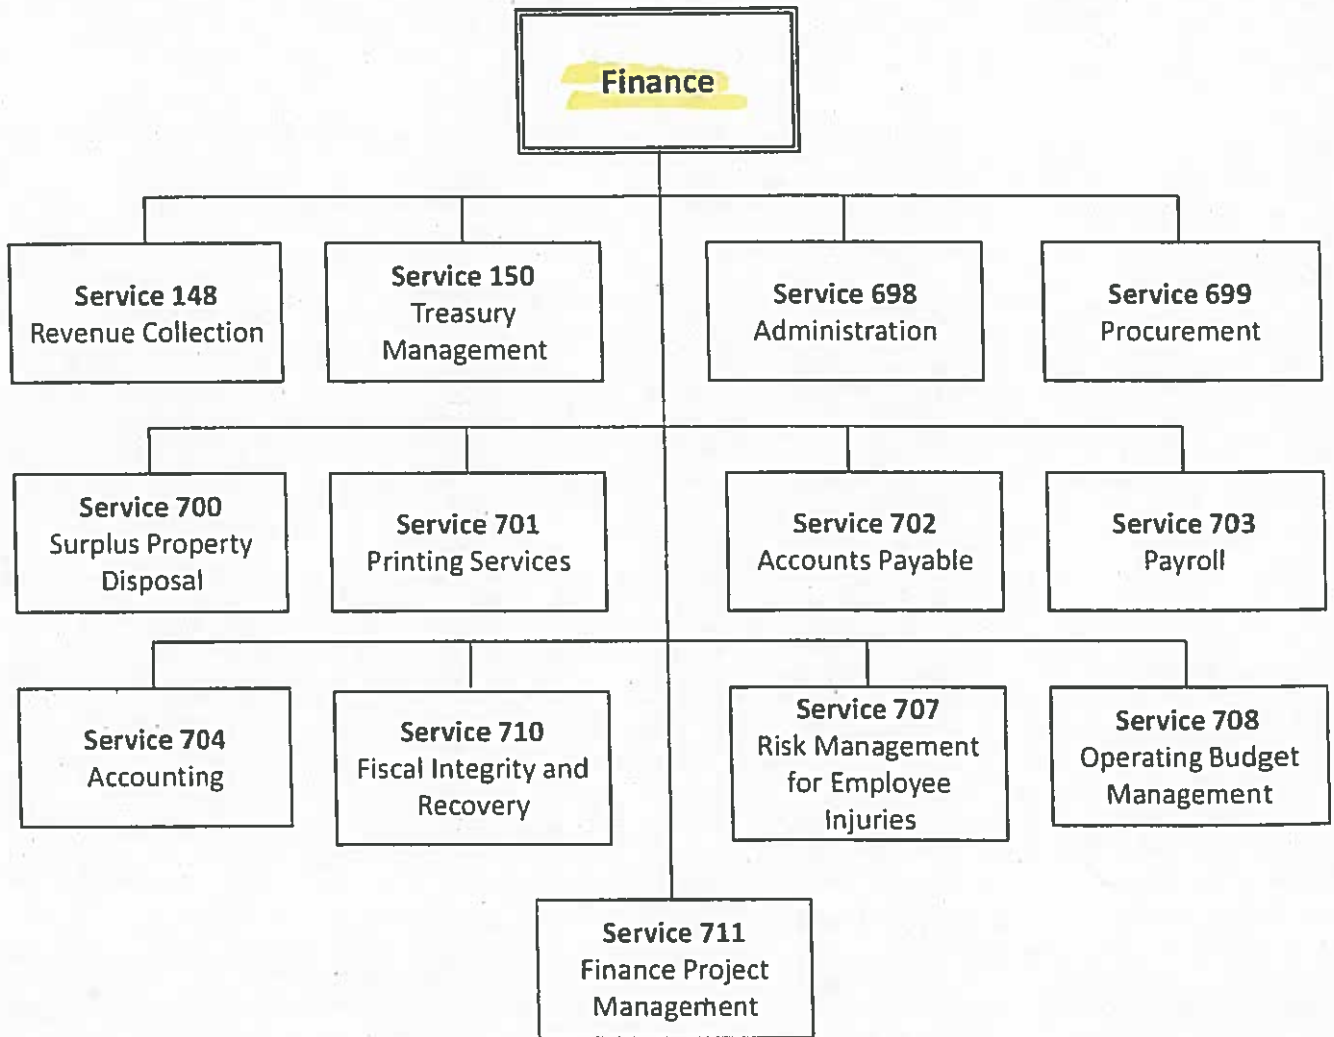 Finance
Service 148
Revenue Collection
Service 150
Treasury
Management
Service 698
Administration
Service 699
Procurement
Service 700
Surplus Property
Disposal
Service 701
Printing Services
Service 702
Accounts Payable
Service 703
Payroll
Service 704
Accounting
Service 710
Fiscal Integrity and
Recovery
Service 707
Risk Management
for Employee
Injuries
Service 708
Operating Budget
Management
Service 711
Finance Project
Management